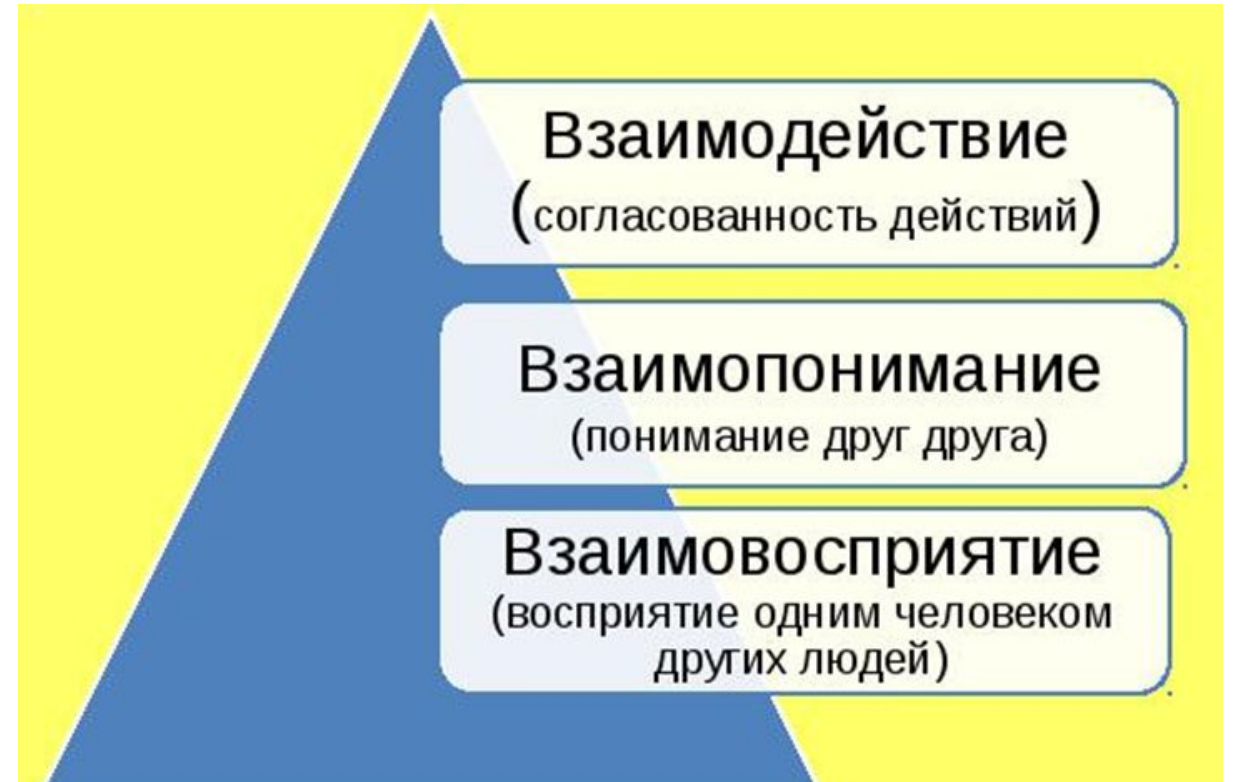 Взаимодействие
(согласованность действий)
Взаимопонимание
(понимание друг друга)
Взаимовосприятие
(восприятие одним человеком
других людей)